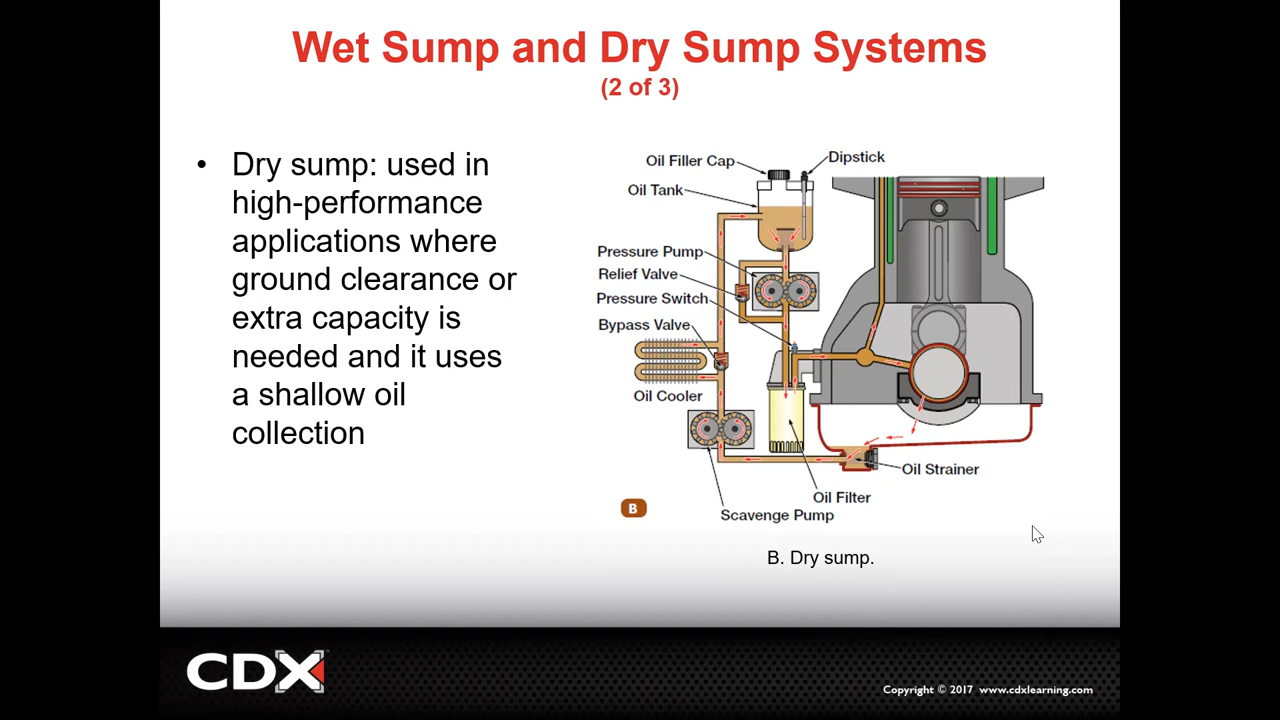 Wet Sump and Dry Sump Systems
(2 of 3)
• Dry sump: used in
high-performance
applications where
ground clearance or
extra capacity is
needed and it uses
a shallow oil
collection
Oil Filler Cap
Dipstick
Oil Tank
Pressure Pump
Relief Valve
Pressure Switch
Bypass Valve
Oil Cooler
Oil Strainer
Oil Filter
Scavenge Pump
B
B. Dry sump.
CDX
Copyright © 2017 www.cdxlearning.com